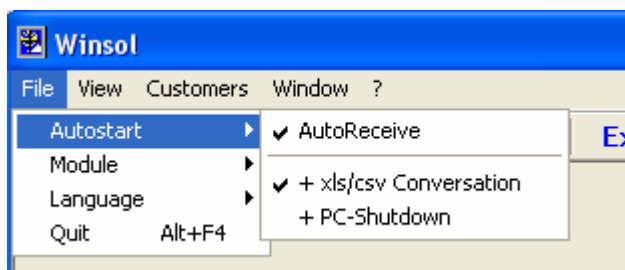 Winsol
File View Customers Window ?
Autostart
Module
Language
Quit Alt+F4
✔ AutoReceive
✔ + xls/csv Conversation
+ PC-Shutdown